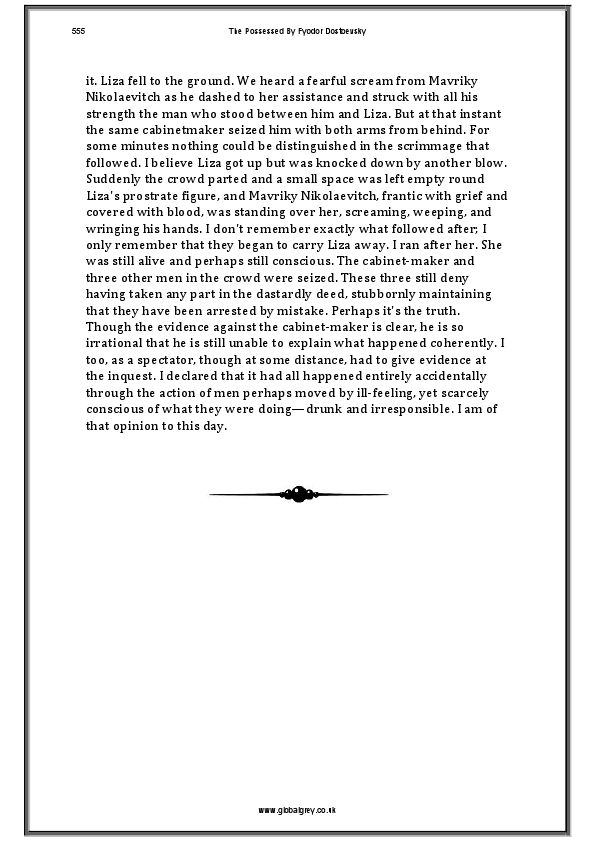 555
The Possessed By Fyodor Dostoevsky
it. Liza fell to the ground. We heard a fearful scream from Mavriky
Nikolaevitch as he dashed to her assistance and struck with all his
strength the man who stood between him and Liza. But at that instant
the same cabinetmaker seized him with both arms from behind. For
some minutes nothing could be distinguished in the scrimmage that
followed. I believe Liza got up but was knocked down by another blow.
Suddenly the crowd parted and a small space was left empty round
Liza's prostrate figure, and Mavriky Nikolaevitch, frantic with grief and
covered with blood, was standing over her, screaming, weeping, and
wringing his hands. I don't remember exactly what followed after; I
only remember that they began to carry Liza away. I ran after her. She
was still alive and perhaps still conscious. The cabinet-maker and
three other men in the crowd were seized. These three still deny
having taken any part in the dastardly deed, stubbornly maintaining
that they have been arrested by mistake. Perhaps it's the truth.
Though the evidence against the cabinet-maker is clear, he is so
irrational that he is still unable to explain what happened coherently. I
too, as a spectator, though at some distance, had to give evidence at
the inquest. I declared that it had all happened entirely accidentally
through the action of men perhaps moved by ill-feeling, yet scarcely
conscious of what they were doing—drunk and irresponsible. I am of
that opinion to this day.
www.globalgrey.co.uk